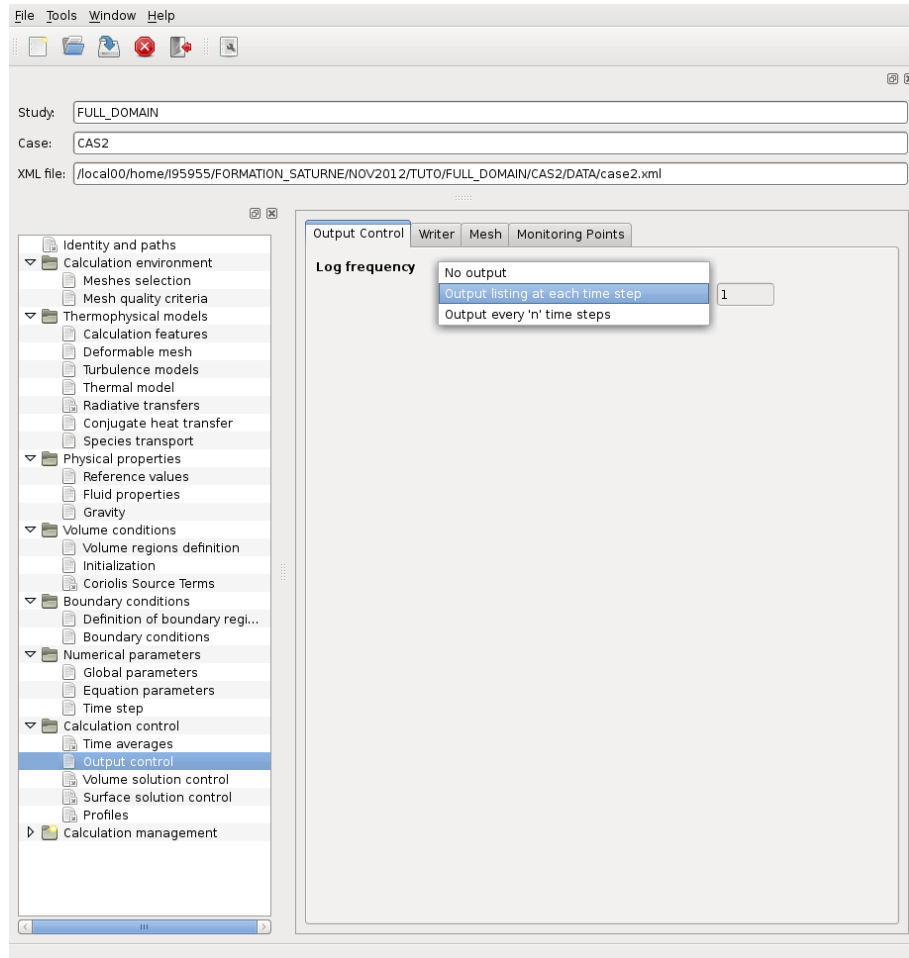 File Tools Window Help
Study: FULL_DOMAIN
Case: CAS2
XML file: /local00/home/I95955/FORMATION_SATURNE/NOV2012/TUTO/FULL_DOMAIN/CAS2/DATA/case2.xml
Identity and paths
Calculation environment
Meshes selection
Mesh quality criteria
Thermophysical models
Calculation features
Deformable mesh
Turbulence models
Thermal model
Radiative transfers
Conjugate heat transfer
Species transport
Physical properties
Reference values
Fluid properties
Gravity
Volume conditions
Volume regions definition
Initialization
Coriolis Source Terms
Boundary conditions
Definition of boundary regi...
Boundary conditions
Numerical parameters
Global parameters
Equation parameters
Time step
Calculation control
Time averages
Output control
Volume solution control
Surface solution control
Profiles
Calculation management
Output Control Writer Mesh Monitoring Points
Log frequency
No output
Output listing at each time step 1
Output every 'n' time steps